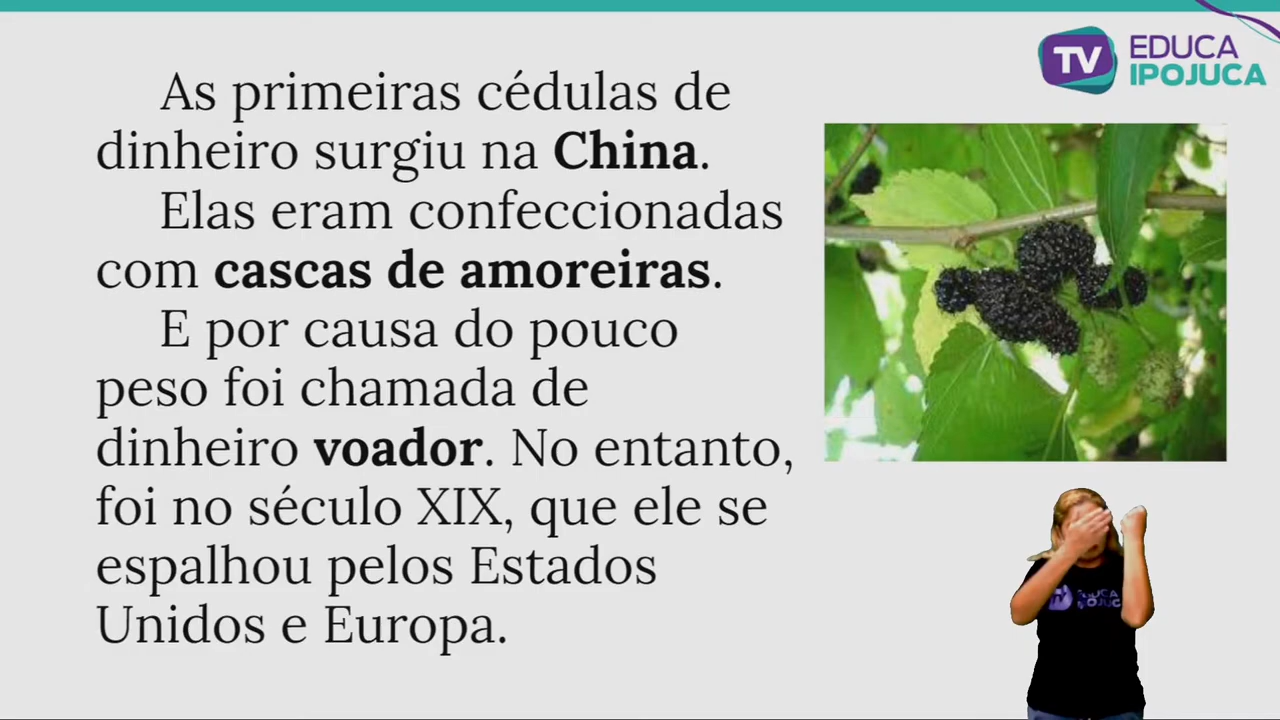 TV EDUCA
IPOJUCA
As primeiras cédulas de
dinheiro surgiu na China.
Elas eram confeccionadas
com cascas de amoreiras.
E por causa do pouco
peso foi chamada de
dinheiro voador. No entanto,
foi no século XIX, que ele se
espalhou pelos Estados
Unidos e Europa.